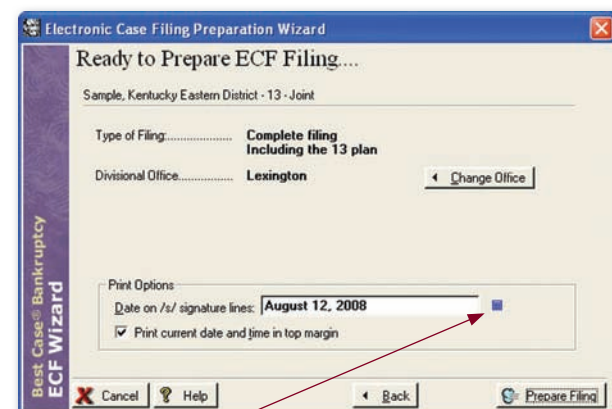 Electronic Case Filing Preparation Wizard
Ready to Prepare ECF Filing....
Sample, Kentucky Eastern District - 13 - Joint
Type of Filing:.................... Complete filing
Including the 13 plan
Divisional Office................. Lexington
Change Office
Print Options
Date on /s/ signature lines: August 12, 2008
Print current date and time in top margin
Best Case® Bankruptcy
ECF Wizard
Cancel
Help
Back
Prepare Filing